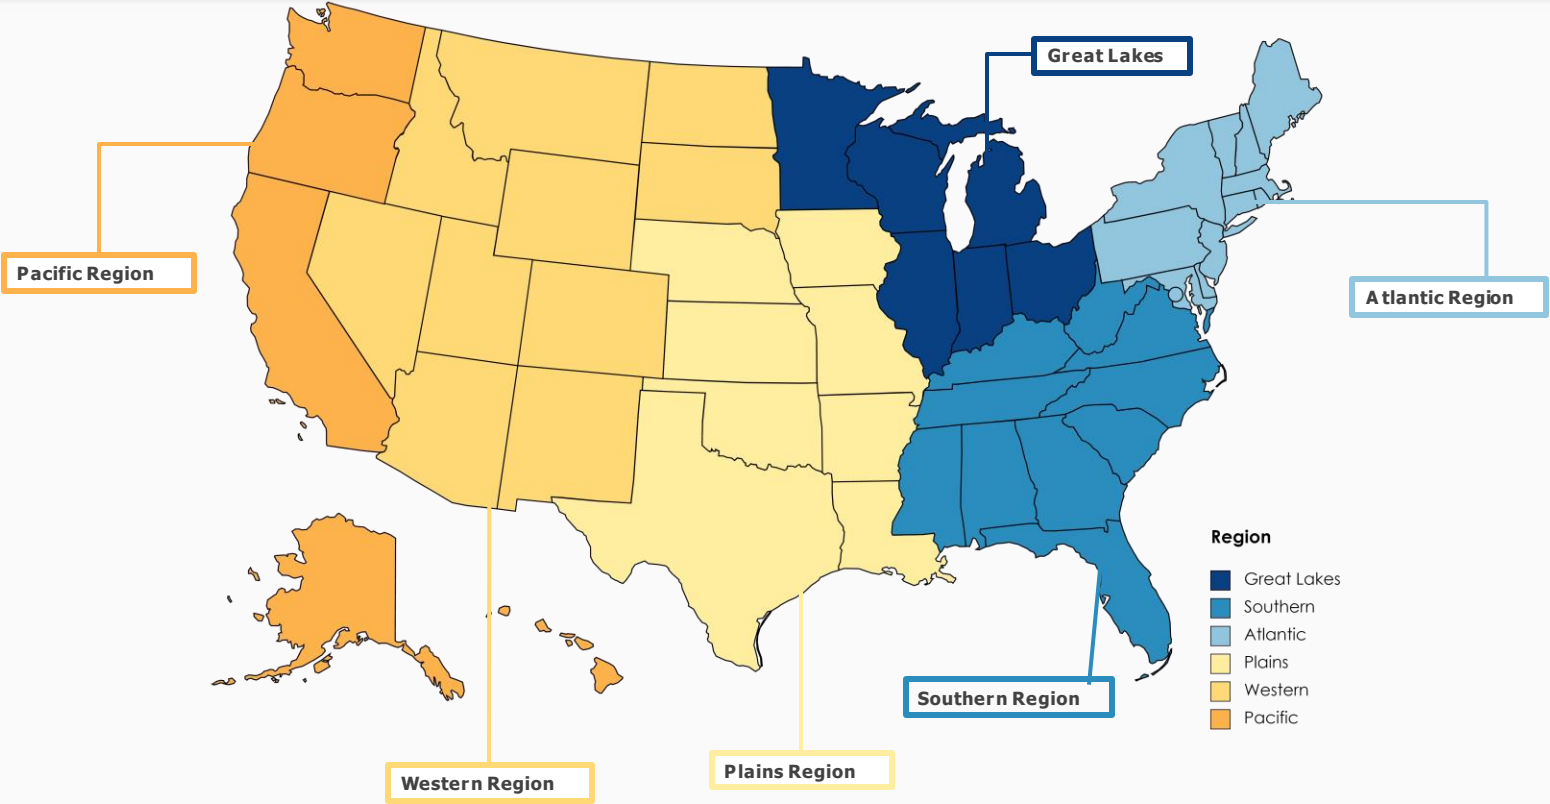 Great Lakes
Pacific Region
Atlantic Region
Region
Great Lakes
Southern
Atlantic
Plains
Western
Pacific
Southern Region
Plains Region
Western Region